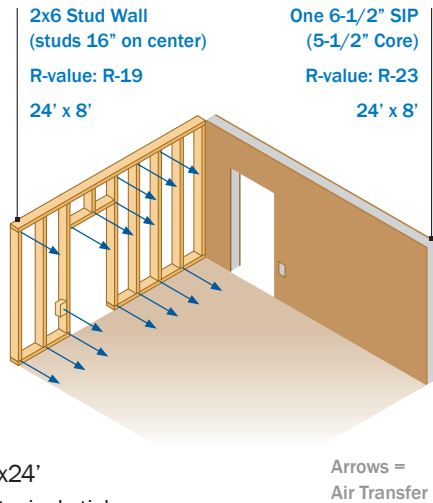 2x6 Stud Wall
(studs 16” on center)
R-value: R-19
24’ x 8’
One 6-1/2” SIP
(5-1/2” Core)
R-value: R-23
24’ x 8’
x24’
Arrows =
Air Transfer